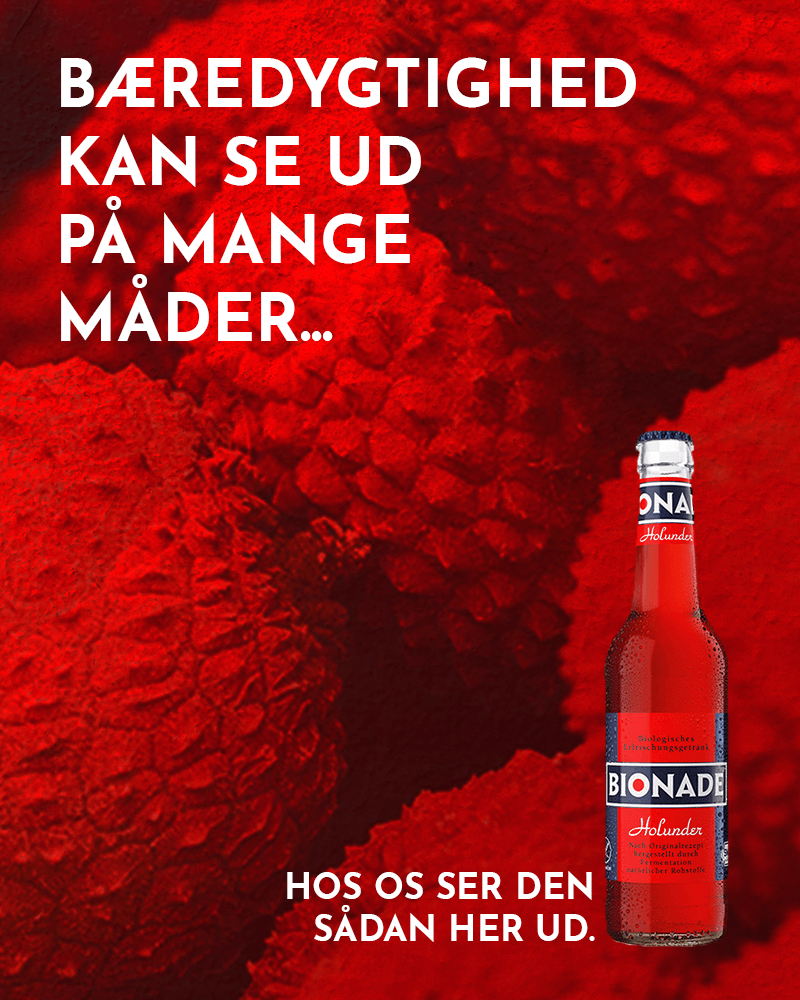 BÆREDYGTIGHED
KAN SE UD
PÅ MANGE
MÅDER...
ONA
Holunder
Biologisches
Erfrischungsgetränk
BIONADE
Holunder
Nach Originalrezept
hergestellt durch
Fermentation
natürlicher Rohstoffe
HOS OS SER DEN
SÅDAN HER UD.